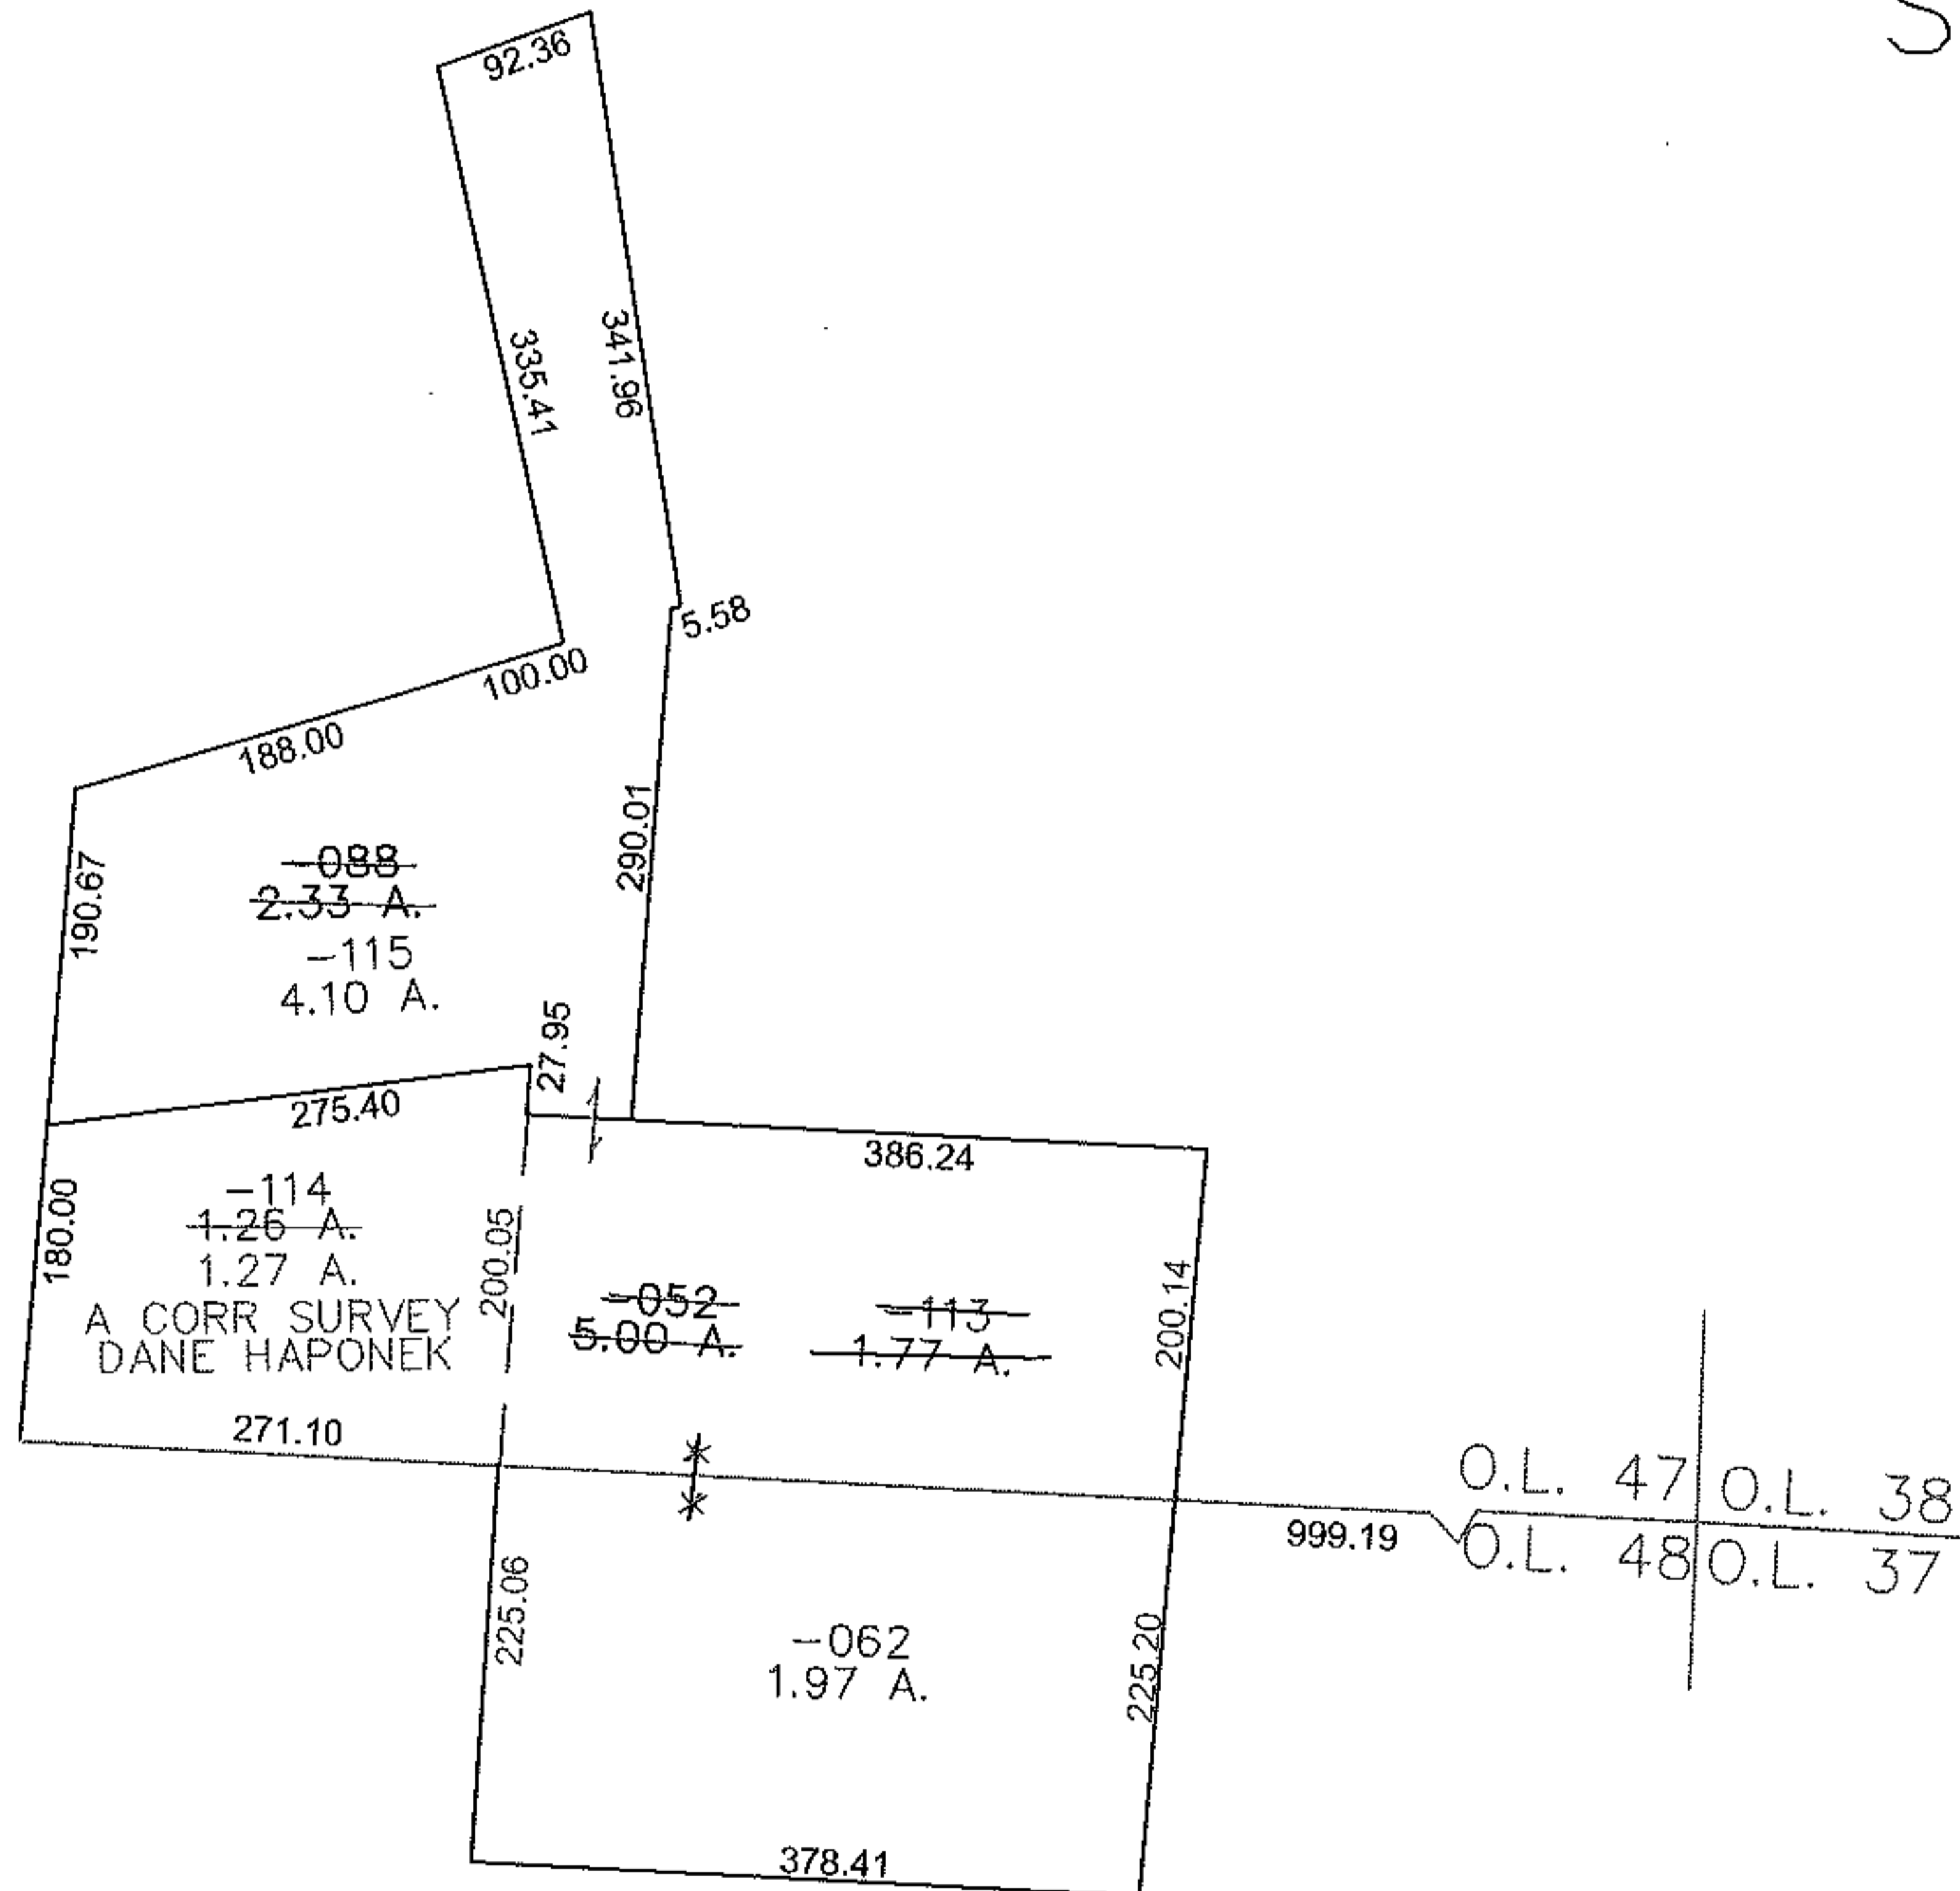 S
92.36
335.41
341.96
5.58
100.00
188.00
290.01
190.67
-088
2.33 A.
-115
4.10 A.
27.95
275.40
386.24
180.00
-114
1.26 A.
1.27 A.
A CORR SURVEY
DANE HAPONEK
200.05
-052
5.00 A.
-113
1.77 A.
200.14
271.10
999.19
O.L. 47
O.L. 38
O.L. 48
O.L. 37
225.06
-062
1.97 A.
225.20
378.41